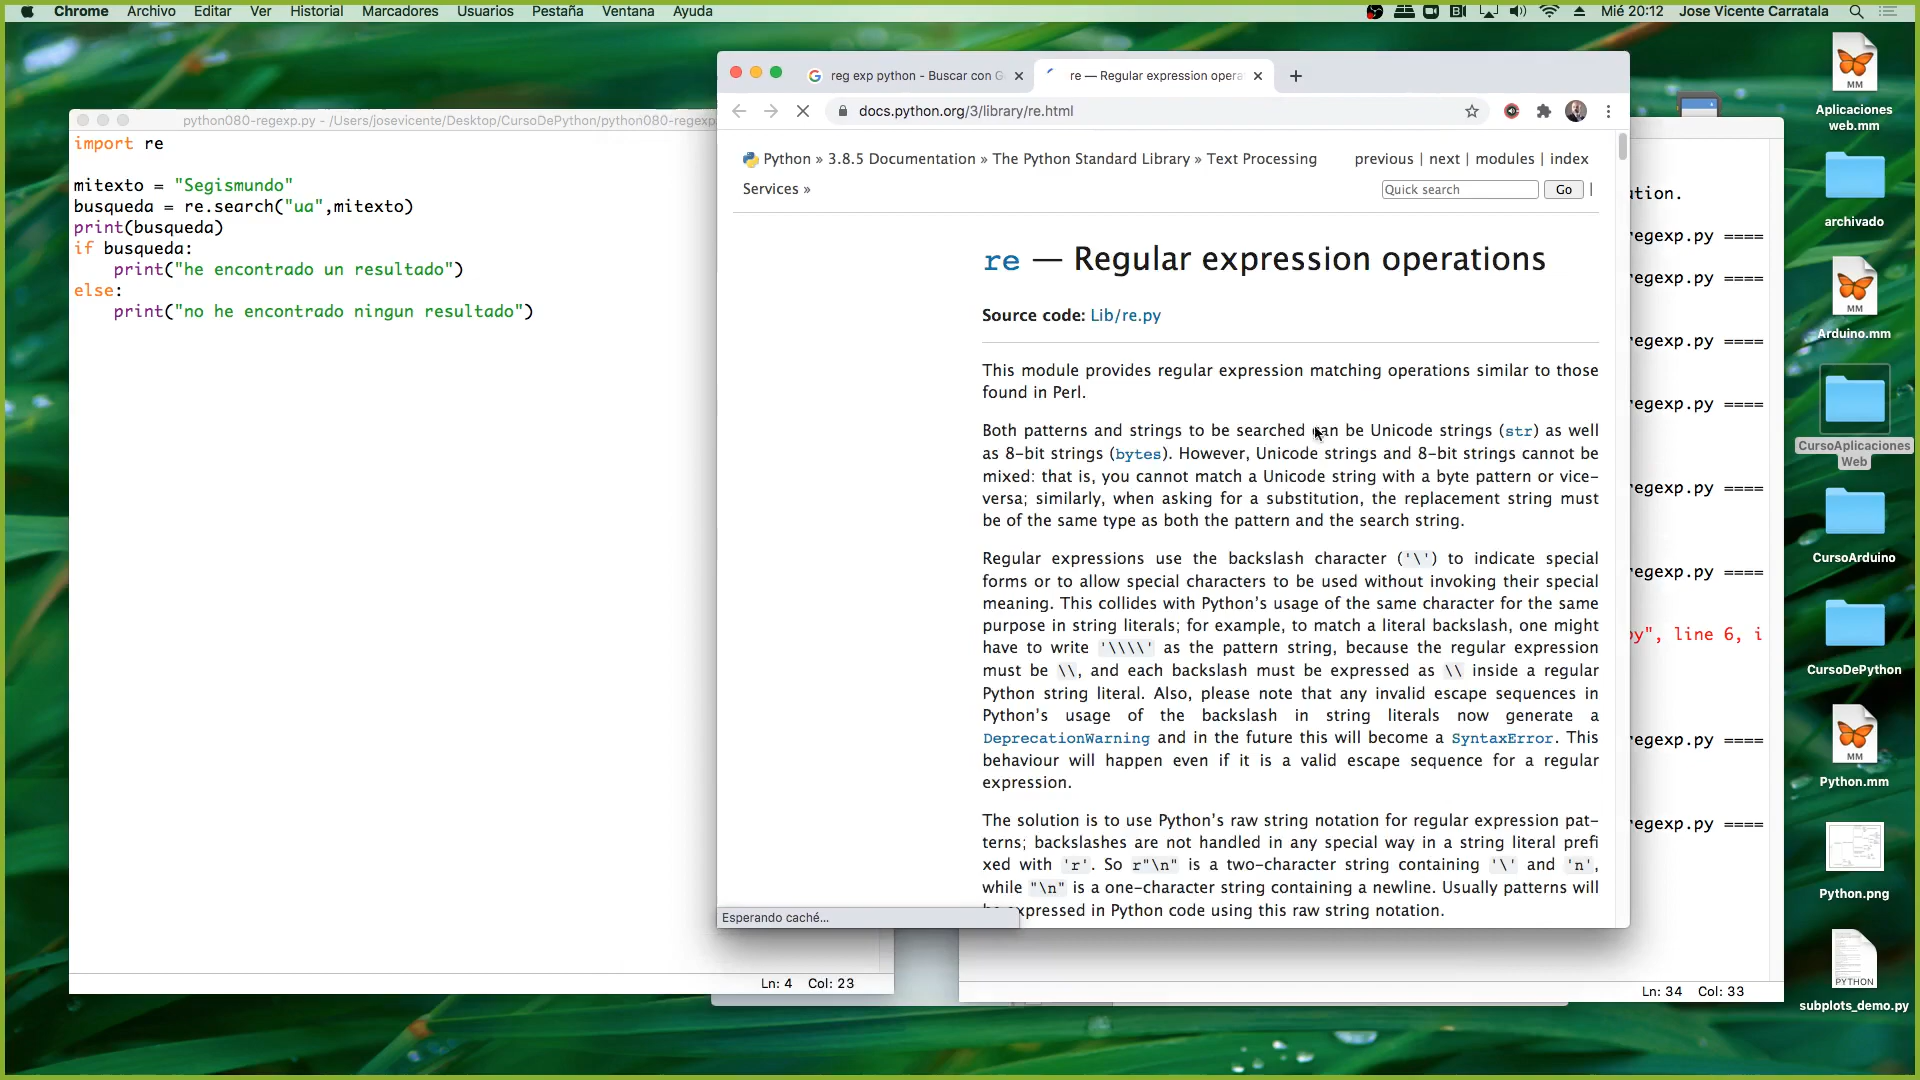 Chrome Archivo Editar Ver Historial Marcadores Usuarios Pestaña Ventana Ayuda
Mié 20:12 Jose Vicente Carratala
python080-regexp.py - /Users/josevicente/Desktop/CursoDePython/python080-regexp
import re
mitexto = "Segismundo"
busqueda = re.search("ua",mitexto)
print(busqueda)
if busqueda:
    print("he encontrado un resultado")
else:
    print("no he encontrado ningun resultado")
Ln: 4 Col: 23
reg exp python - Buscar con G
re — Regular expression opera
docs.python.org/3/library/re.html
Python » 3.8.5 Documentation » The Python Standard Library » Text Processing
Services »
previous | next | modules | index
Quick search Go |
re — Regular expression operations
Source code: Lib/re.py
This module provides regular expression matching operations similar to those
found in Perl.
Both patterns and strings to be searched can be Unicode strings (str) as well
as 8-bit strings (bytes). However, Unicode strings and 8-bit strings cannot be
mixed: that is, you cannot match a Unicode string with a byte pattern or vice-
versa; similarly, when asking for a substitution, the replacement string must
be of the same type as both the pattern and the search string.
Regular expressions use the backslash character ('\') to indicate special
forms or to allow special characters to be used without invoking their special
meaning. This collides with Python's usage of the same character for the same
purpose in string literals; for example, to match a literal backslash, one might
have to write '\\\\' as the pattern string, because the regular expression
must be \\, and each backslash must be expressed as \\ inside a regular
Python string literal. Also, please note that any invalid escape sequences in
Python's usage of the backslash in string literals now generate a
DeprecationWarning and in the future this will become a SyntaxError. This
behaviour will happen even if it is a valid escape sequence for a regular
expression.
The solution is to use Python's raw string notation for regular expression pat-
terns; backslashes are not handled in any special way in a string literal prefi
xed with 'r'. So r"\n" is a two-character string containing '\' and 'n',
while "\n" is a one-character string containing a newline. Usually patterns will
be expressed in Python code using this raw string notation.
Esperando caché...
ation.
regexp.py ====
regexp.py ====
regexp.py ====
regexp.py ====
regexp.py ====
regexp.py ====
py", line 6, i
regexp.py ====
regexp.py ====
Ln: 34 Col: 33
MM
Aplicaciones
web.mm
archivado
MM
Arduino.mm
CursoAplicaciones
Web
CursoArduino
CursoDePython
MM
Python.mm
Python.png
PYTHON
subplots_demo.py